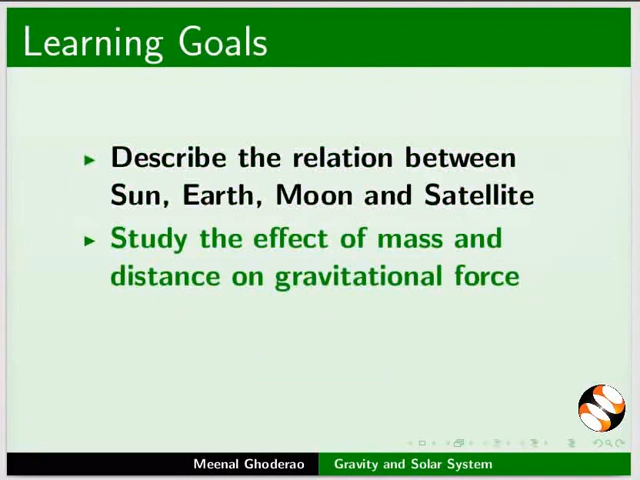 Learning Goals
Describe the relation between
Sun, Earth, Moon and Satellite
Study the effect of mass and
distance on gravitational force
Meenal Ghoderao
Gravity and Solar System